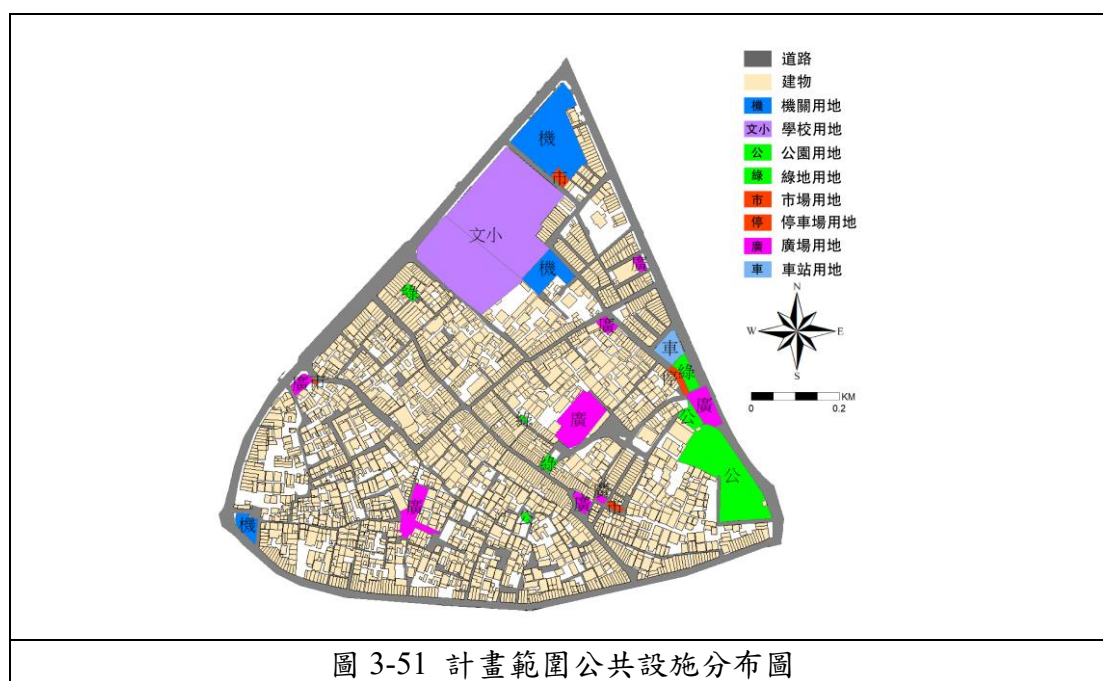 道路
建物
機 機關用地
文小 學校用地
公 公園用地
綠 綠地用地
市 市場用地
停 停車場用地
廣 廣場用地
車 車站用地
N
W E
S
KM
0 0.2
機
市
文小
機
廣
綠
廣
車
綠
停
廣
市
廣
公
廣
綠
公
綠
廣
廣
廣
市
機
圖 3-51 計畫範圍公共設施分布圖